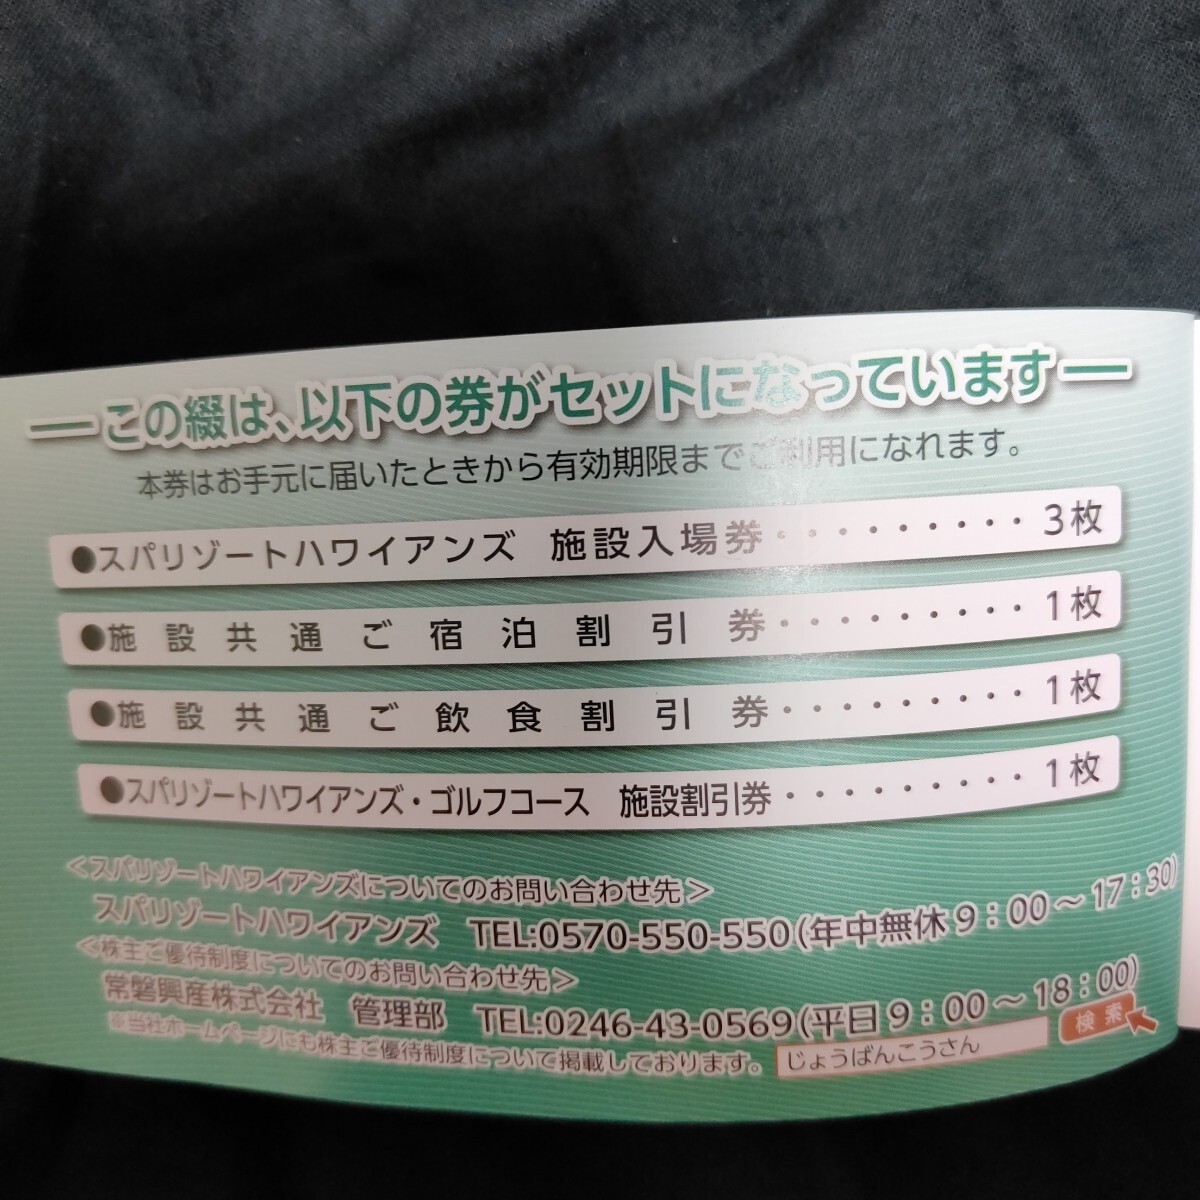 この綴は、以下の券がセットになっています
本券はお手元に届いたときから有効期限までご利用になれます。
●スパリゾートハワイアンズ 施設入場券・・・・・・・・・・3枚
●施設共通ご宿泊割引券・・・・・・・・・1枚
●施設共通ご飲食割引券・・・・・・・・・1枚
●スパリゾートハワイアンズ・ゴルフコース 施設割引券・・・・・・・・・1枚
<スパリゾートハワイアンズについてのお問い合わせ先>
スパリゾートハワイアンズ TEL:0570-550-550(年中無休9:00～17:30)
<株主ご優待制度についてのお問い合わせ先>
常磐興産株式会社 管理部 TEL:0246-43-0569(平日9:00～18:00)
※当社ホームページにも株主ご優待制度について掲載しております。 じょうばんこうさん 検索